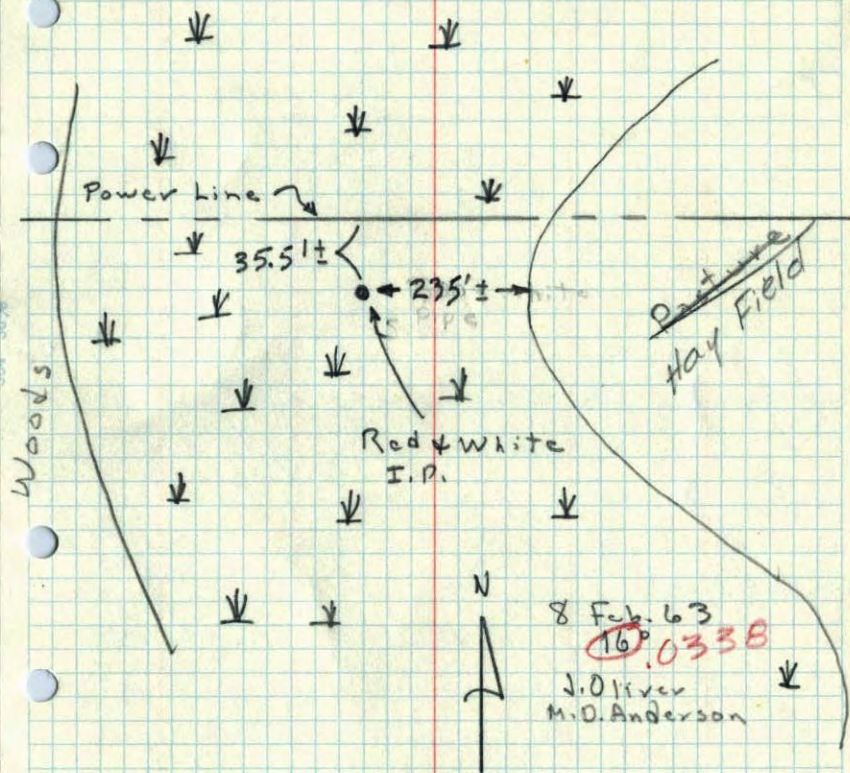 Power Line
35.5'±
235'±
Pasture
Hay Field
Woods
Red & White
I.P.
N
8 Feb. 63
16°
.0338
J. Oliver
M.D. Anderson